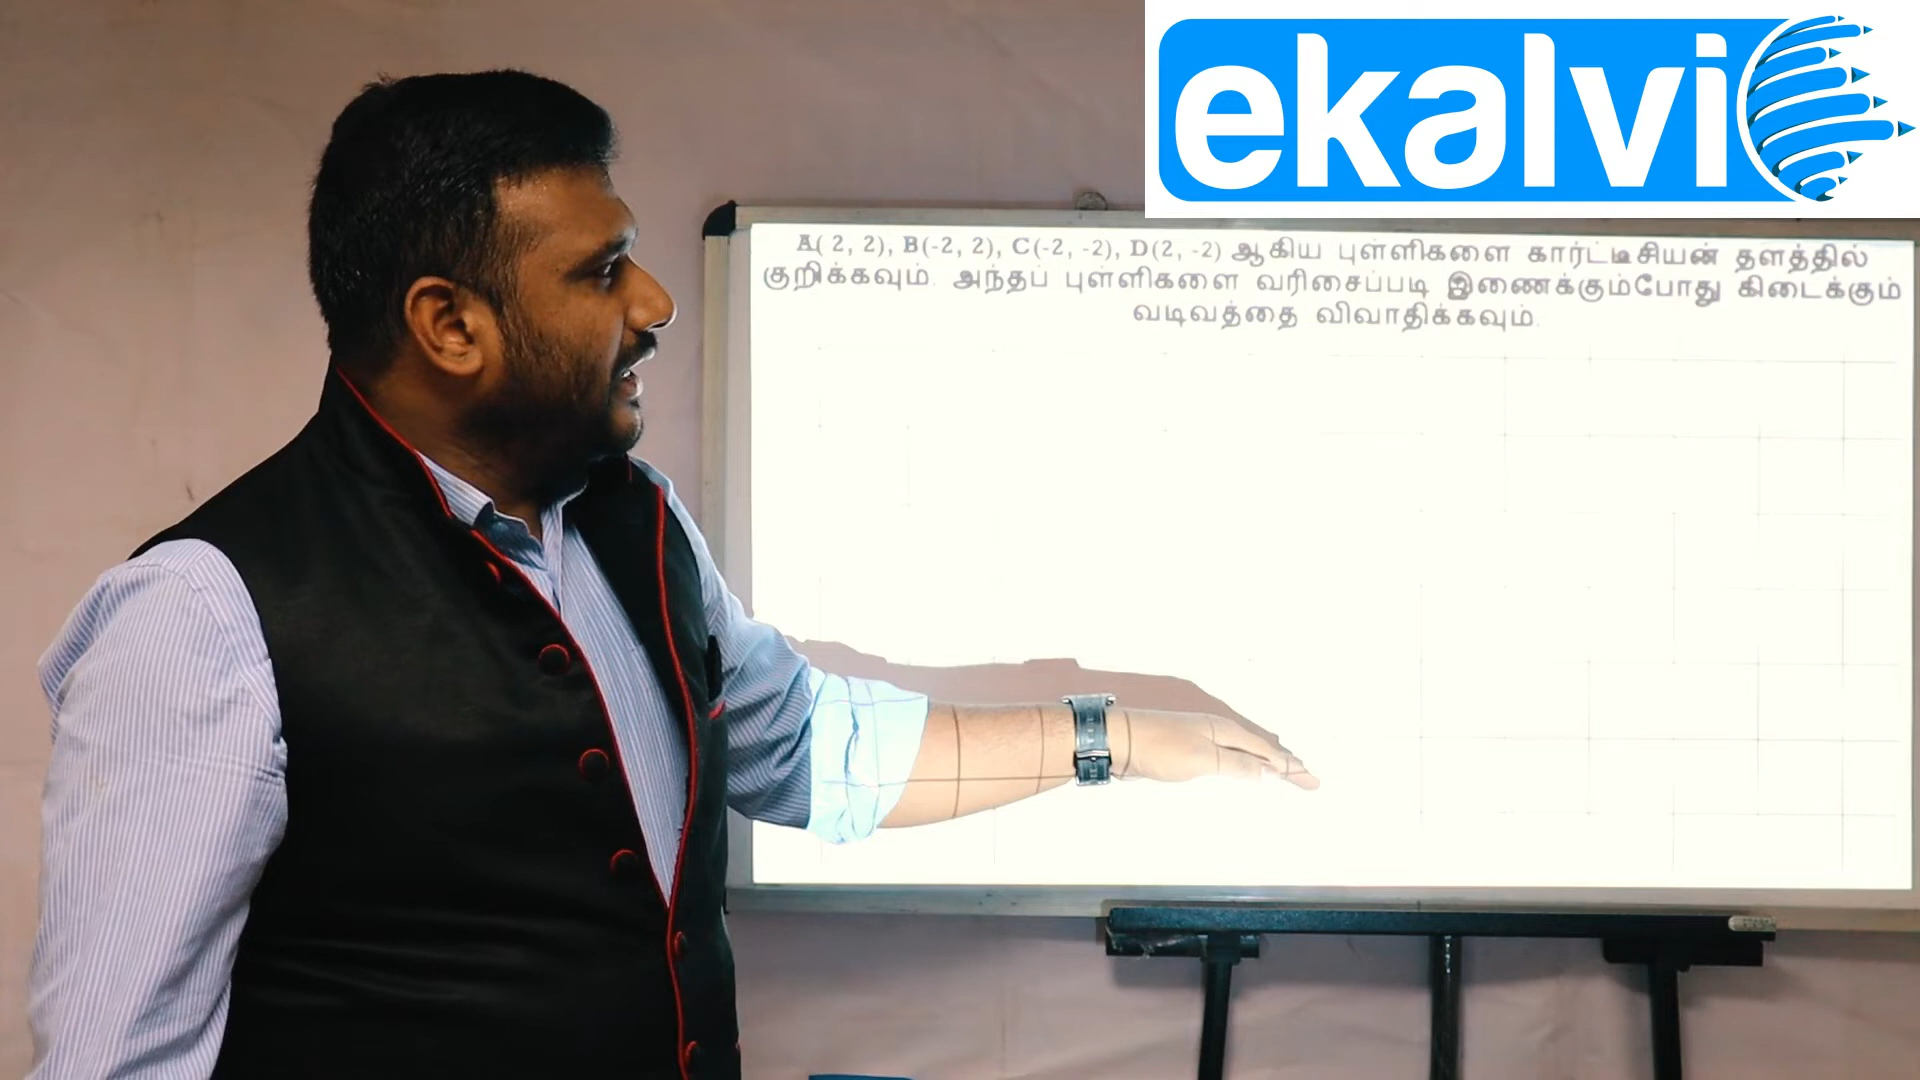 ekalvi
A( 2, 2), B(-2, 2), C(-2, -2), D(2, -2) ஆகிய புள்ளிகளை கார்ட்டீசியன் தளத்தில்
குறிக்கவும். அந்தப் புள்ளிகளை வரிசைப்படி இணைக்கும்போது கிடைக்கும்
வடிவத்தை விவாதிக்கவும்.